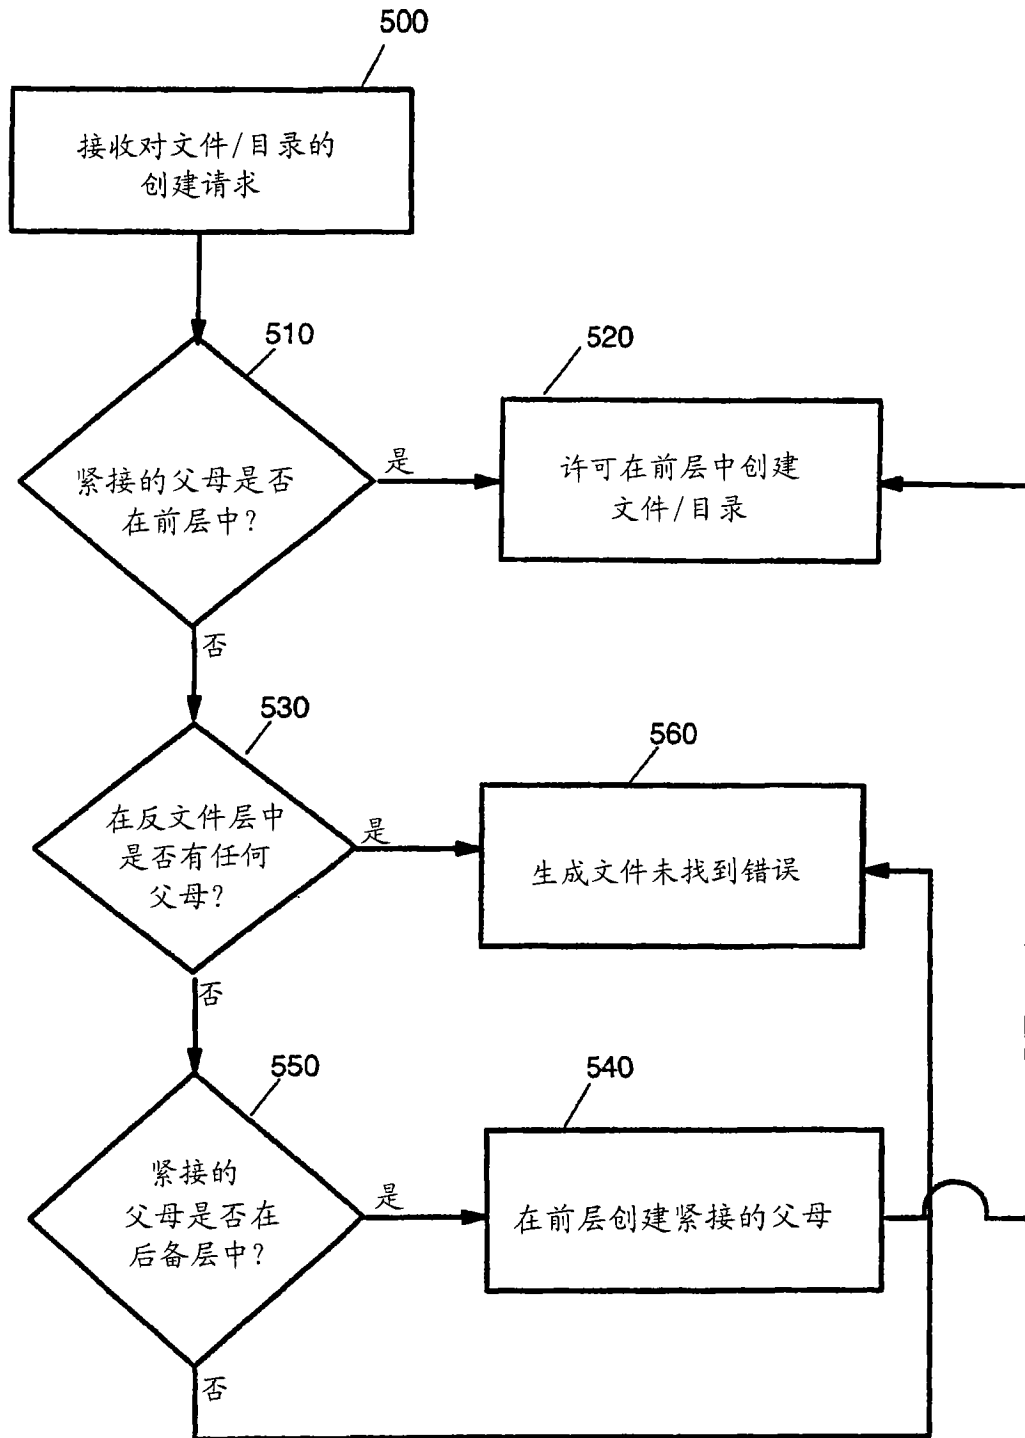 500
接收对文件/目录的
创建请求
510
紧接的父母是否
在前层中?
是
520
许可在前层中创建
文件/目录
否
530
在反文件层中
是否有任何
父母?
是
560
生成文件未找到错误
否
550
紧接的
父母是否在
后备层中?
是
540
在前层创建紧接的父母
否